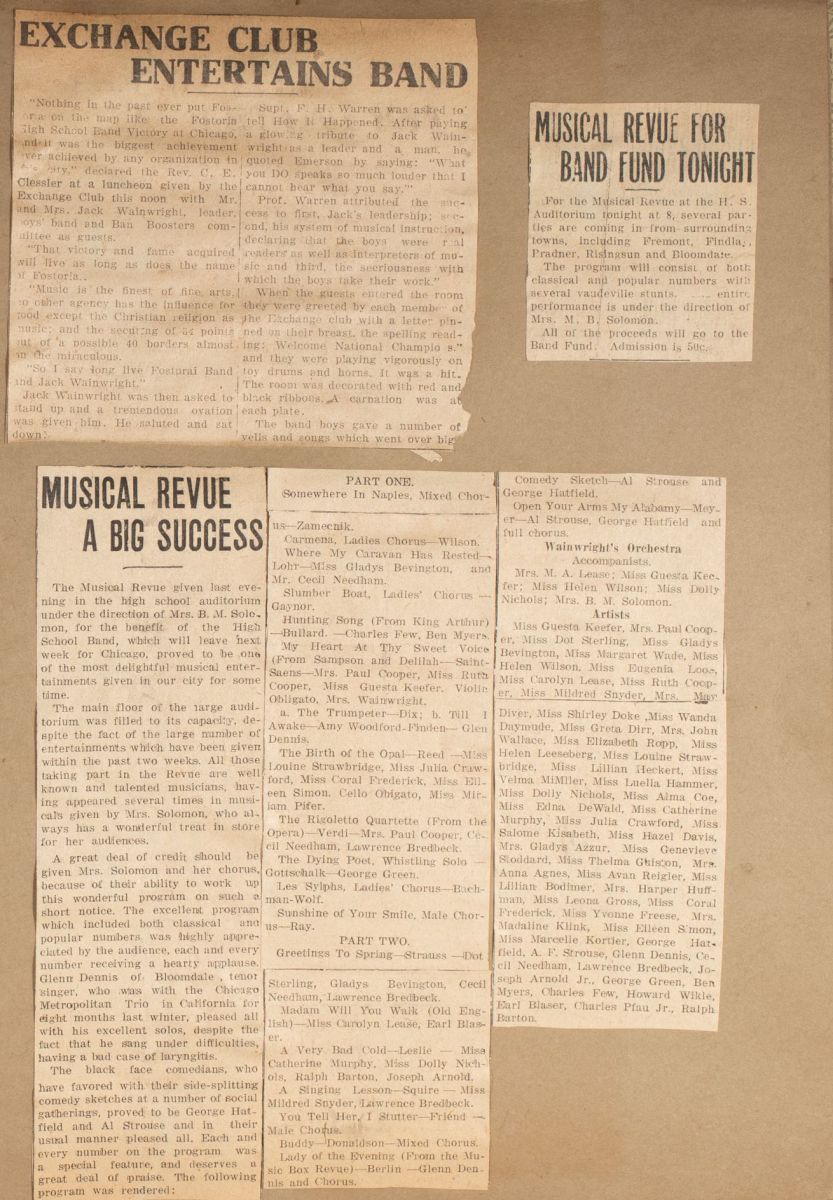 EXCHANGE CLUB
ENTERTAINS BAND
"Nothing in the past ever put Fos-
on the map like the Fostoria
High School Band Victory at Chicago,
and it was the biggest achievement
ever achieved by any organization in
city," declared the Rev. C. E.
Clessler at a luncheon given by the
Exchange Club this noon with Mr.
and Mrs. Jack Wainwright, leader,
boys' band and Ban Boosters com-
mittee as guests.
"That victory and fame acquired
will live as long as does the name
of Fostoria.
"Music is the finest of fine arts,
no other agency has the influence for
good except the Christian religion as
music; and the securing of 34 points
out of a possible 40 borders almost
on the miraculous.
"So I say long live Fostorai Band
and Jack Wainwright."
Jack Wainwright was then asked to
stand up and a tremendous ovation
was given him. He saluted and sat
down.
Supt. F. H. Warren was asked to
tell How It Happened. After paying
a glowing tribute to Jack Wain-
wright as a leader and a man, he
quoted Emerson by saying: "What
you DO speaks so much louder that I
cannot hear what you say."
Prof. Warren attributed the suc-
cess to first, Jack's leadership; sec-
ond, his system of musical instruction,
declaring that the boys were real
readers as well as interpreters of mu-
sic and third, the secriousness with
which the boys take their work."
When the guests entered the room
they were greeted by each member of
the Exchange club with a letter pin-
ned on their breast, the spelling read-
ing: Welcome National Champio s."
and they were playing vigorously on
toy drums and horns. It was a hit.
The room was decorated with red and
black ribbons. A carnation was at
each plate.
The band boys gave a number of
yells and songs which went over big
MUSICAL REVUE FOR
BAND FUND TONIGHT
For the Musical Revue at the H. S.
Auditorium tonight at 8, several par-
ties are coming in from surrounding
towns, including Fremont, Findlay,
Pradner, Risingsun and Bloomdale.
The program will consist of both
classical and popular numbers with
several vaudeville stunts. entire
performance is under the direction of
Mrs. M. B. Solomon.
All of the proceeds will go to the
Band Fund. Admission is 50c.
MUSICAL REVUE
A BIG SUCCESS
The Musical Revue given last eve-
ning in the high school auditorium
under the direction of Mrs. B. M. Solo-
mon, for the benefit of the High
School Band, which will leave next
week for Chicago, proved to be one
of the most delightful musical enter-
tainments given in our city for some
time.
The main floor of the large audi-
torium was filled to its capacity, de-
spite the fact of the large number of
entertainments which have been given
within the past two weeks. All those
taking part in the Revue are well
known and talented musicians, hav-
ing appeared several times in musi-
cals given by Mrs. Solomon, who al-
ways has a wonderful treat in store
for her audiences.
A great deal of credit should be
given Mrs. Solomon and her chorus,
because of their ability to work up
this wonderful program on such a
short notice. The excellent program
which included both classical and
popular numbers was highly appre-
ciated by the audience, each and every
number receiving a hearty applause.
Glenn Dennis of Bloomdale , tenor
singer, who was with the Chicago
Metropolitan Trio in California for
eight months last winter, pleased all
with his excellent solos, despite the
fact that he sang under difficulties,
having a bad case of laryngitis.
The black face comedians, who
have favored with their side-splitting
comedy sketches at a number of social
gatherings, proved to be George Hat-
field and Al Strouse and in their
usual manner pleased all. Each and
every number on the program was
a special feature, and deserves a
great deal of praise. The following
program was rendered:
PART ONE.
Somewhere In Naples, Mixed Chor-
us—Zamecnik.
Carmena, Ladies Chorus—Wilson.
Where My Caravan Has Rested—
Lohr—Miss Gladys Bevington, and
Mr. Cecil Needham.
Slumber Boat, Ladies' Chorus —
Gaynor.
Hunting Song (From King Arthur)
—Bullard. —Charles Few, Ben Myers.
My Heart At Thy Sweet Voice
(From Sampson and Delilah—Saint-
Saens—Mrs. Paul Cooper, Miss Ruth
Cooper, Miss Guesta Keefer. Violin
Obligato, Mrs. Wainwright.
a. The Trumpeter—Dix; b. Till I
Awake—Amy Woodford-Finden— Glen
Dennis.
The Birth of the Opal—Reed —Miss
Louine Strawbridge, Miss Julia Craw-
ford, Miss Coral Frederick, Miss Eil-
een Simon. Cello Obigato, Miss Mir-
iam Pifer.
The Rigoletto Quartette (From the
Opera)—Verdi—Mrs. Paul Cooper, Ce-
cil Needham, Lawrence Bredbeck.
The Dying Poet, Whistling Solo —
Gottschalk—George Green.
Les Sylphs, Ladies' Chorus—Bach-
man-Wolf.
Sunshine of Your Smile, Male Chor-
us—Ray.
PART TWO.
Greetings To Spring—Strauss —Dot
Sterling, Gladys Bevington, Cecil
Needham, Lawrence Bredbeck.
Madam Will You Walk (Old Eng-
lish)—Miss Carolyn Lease, Earl Blas-
er.
A Very Bad Cold—Leslie — Miss
Catherine Murphy, Miss Dolly Nich-
ols, Ralph Barton, Joseph Arnold.
A Singing Lesson—Squire — Miss
Mildred Snyder, Lawrence Bredbeck.
You Tell Her, I Stutter—Friend —
Male Chorus.
Buddy—Donaldson—Mixed Chorus.
Lady of the Evening (From the Mu-
sic Box Revue)—Berlin —Glenn Den-
nis and Chorus.
Comedy Sketch—Al Strouse and
George Hatfield.
Open Your Arms My Alabamy—Mey-
er—Al Strouse, George Hatfield and
full chorus.
Wainwright's Orchestra
Accompanists.
Mrs. M. A. Lease; Miss Guesta Kee-
fer; Miss Helen Wilson; Miss Dolly
Nichols; Mrs. B. M. Solomon.
Artists
Miss Guesta Keefer, Mrs. Paul Coop-
er, Miss Dot Sterling, Miss Gladys
Bevington, Miss Margaret Wade, Miss
Helen Wilson, Miss Eugenia Loos,
Miss Carolyn Lease, Miss Ruth Coop-
er, Miss Mildred Snyder, Mrs. May
Diver, Miss Shirley Doke ,Miss Wanda
Daymude, Miss Greta Dirr, Mrs. John
Wallace, Miss Elizabeth Ropp, Miss
Helen Leeseberg, Miss Louine Straw-
bridge, Miss Lillian Heckert, Miss
Velma MiMller, Miss Luella Hammer,
Miss Dolly Nichols, Miss Alma Coe,
Miss Edna DeWald, Miss Catherine
Murphy, Miss Julia Crawford, Miss
Salome Kisabeth, Miss Hazel Davis,
Mrs. Gladys Azzur, Miss Genevieve
Stoddard, Miss Thelma Ghiston, Mrs.
Anna Agnes, Miss Avan Reigler, Miss
Lillian Bodimer, Mrs. Harper Huff-
man, Miss Leona Gross, Miss Coral
Frederick, Miss Yvonne Freese, Mrs.
Madaline Klink, Miss Eileen Simon,
Miss Marcelie Kortier, George Hat-
field, A. F. Strouse, Glenn Dennis, Ce-
cil Needham, Lawrence Bredbeck, Jo-
seph Arnold Jr., George Green, Ben
Myers, Charles Few, Howard Wikle,
Earl Blaser, Charles Pfau Jr., Ralph
Barton.